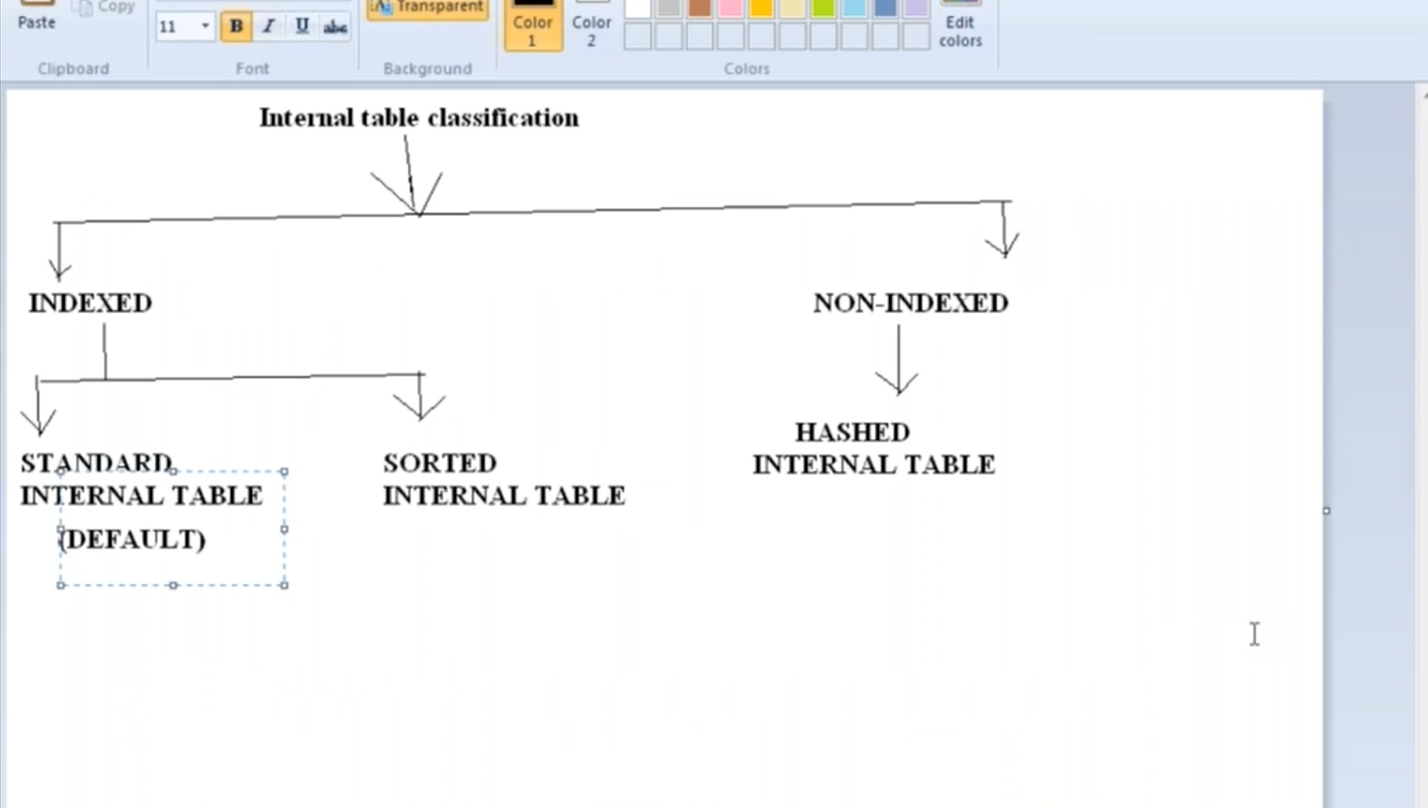 Paste
Copy
11
B I U abc
Transparent
Color
1
Color
2
Edit
colors
Clipboard
Font
Background
Colors
Internal table classification
INDEXED
NON-INDEXED
STANDARD
INTERNAL TABLE
(DEFAULT)
SORTED
INTERNAL TABLE
HASHED
INTERNAL TABLE